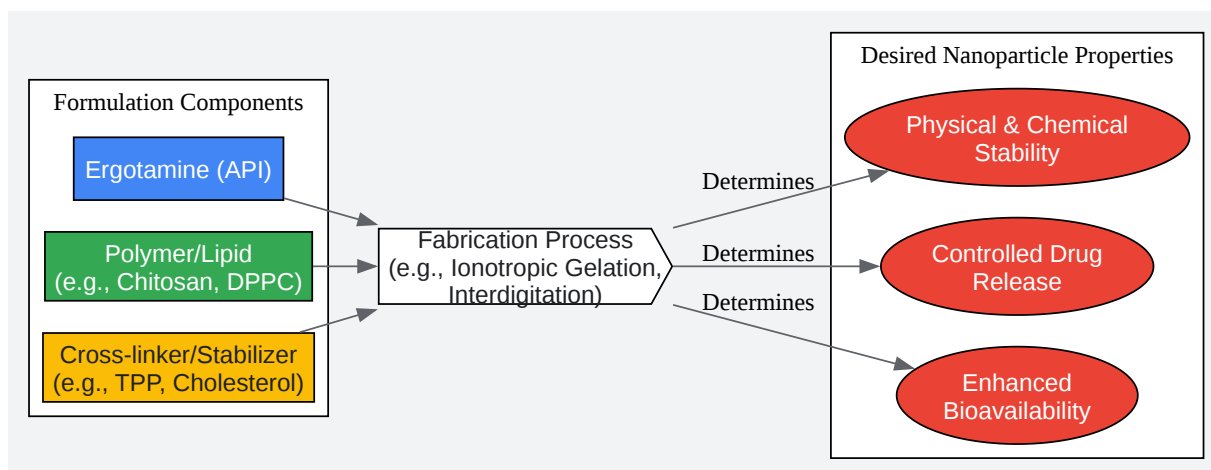 Formulation Components
Ergotamine (API)
Polymer/Lipid
(e.g., Chitosan, DPPC)
Cross-linker/Stabilizer
(e.g., TPP, Cholesterol)
Fabrication Process
(e.g., Ionotropic Gelation,
Interdigitation)
Determines
Determines
Determines
Desired Nanoparticle Properties
Physical & Chemical
Stability
Controlled Drug
Release
Enhanced
Bioavailability